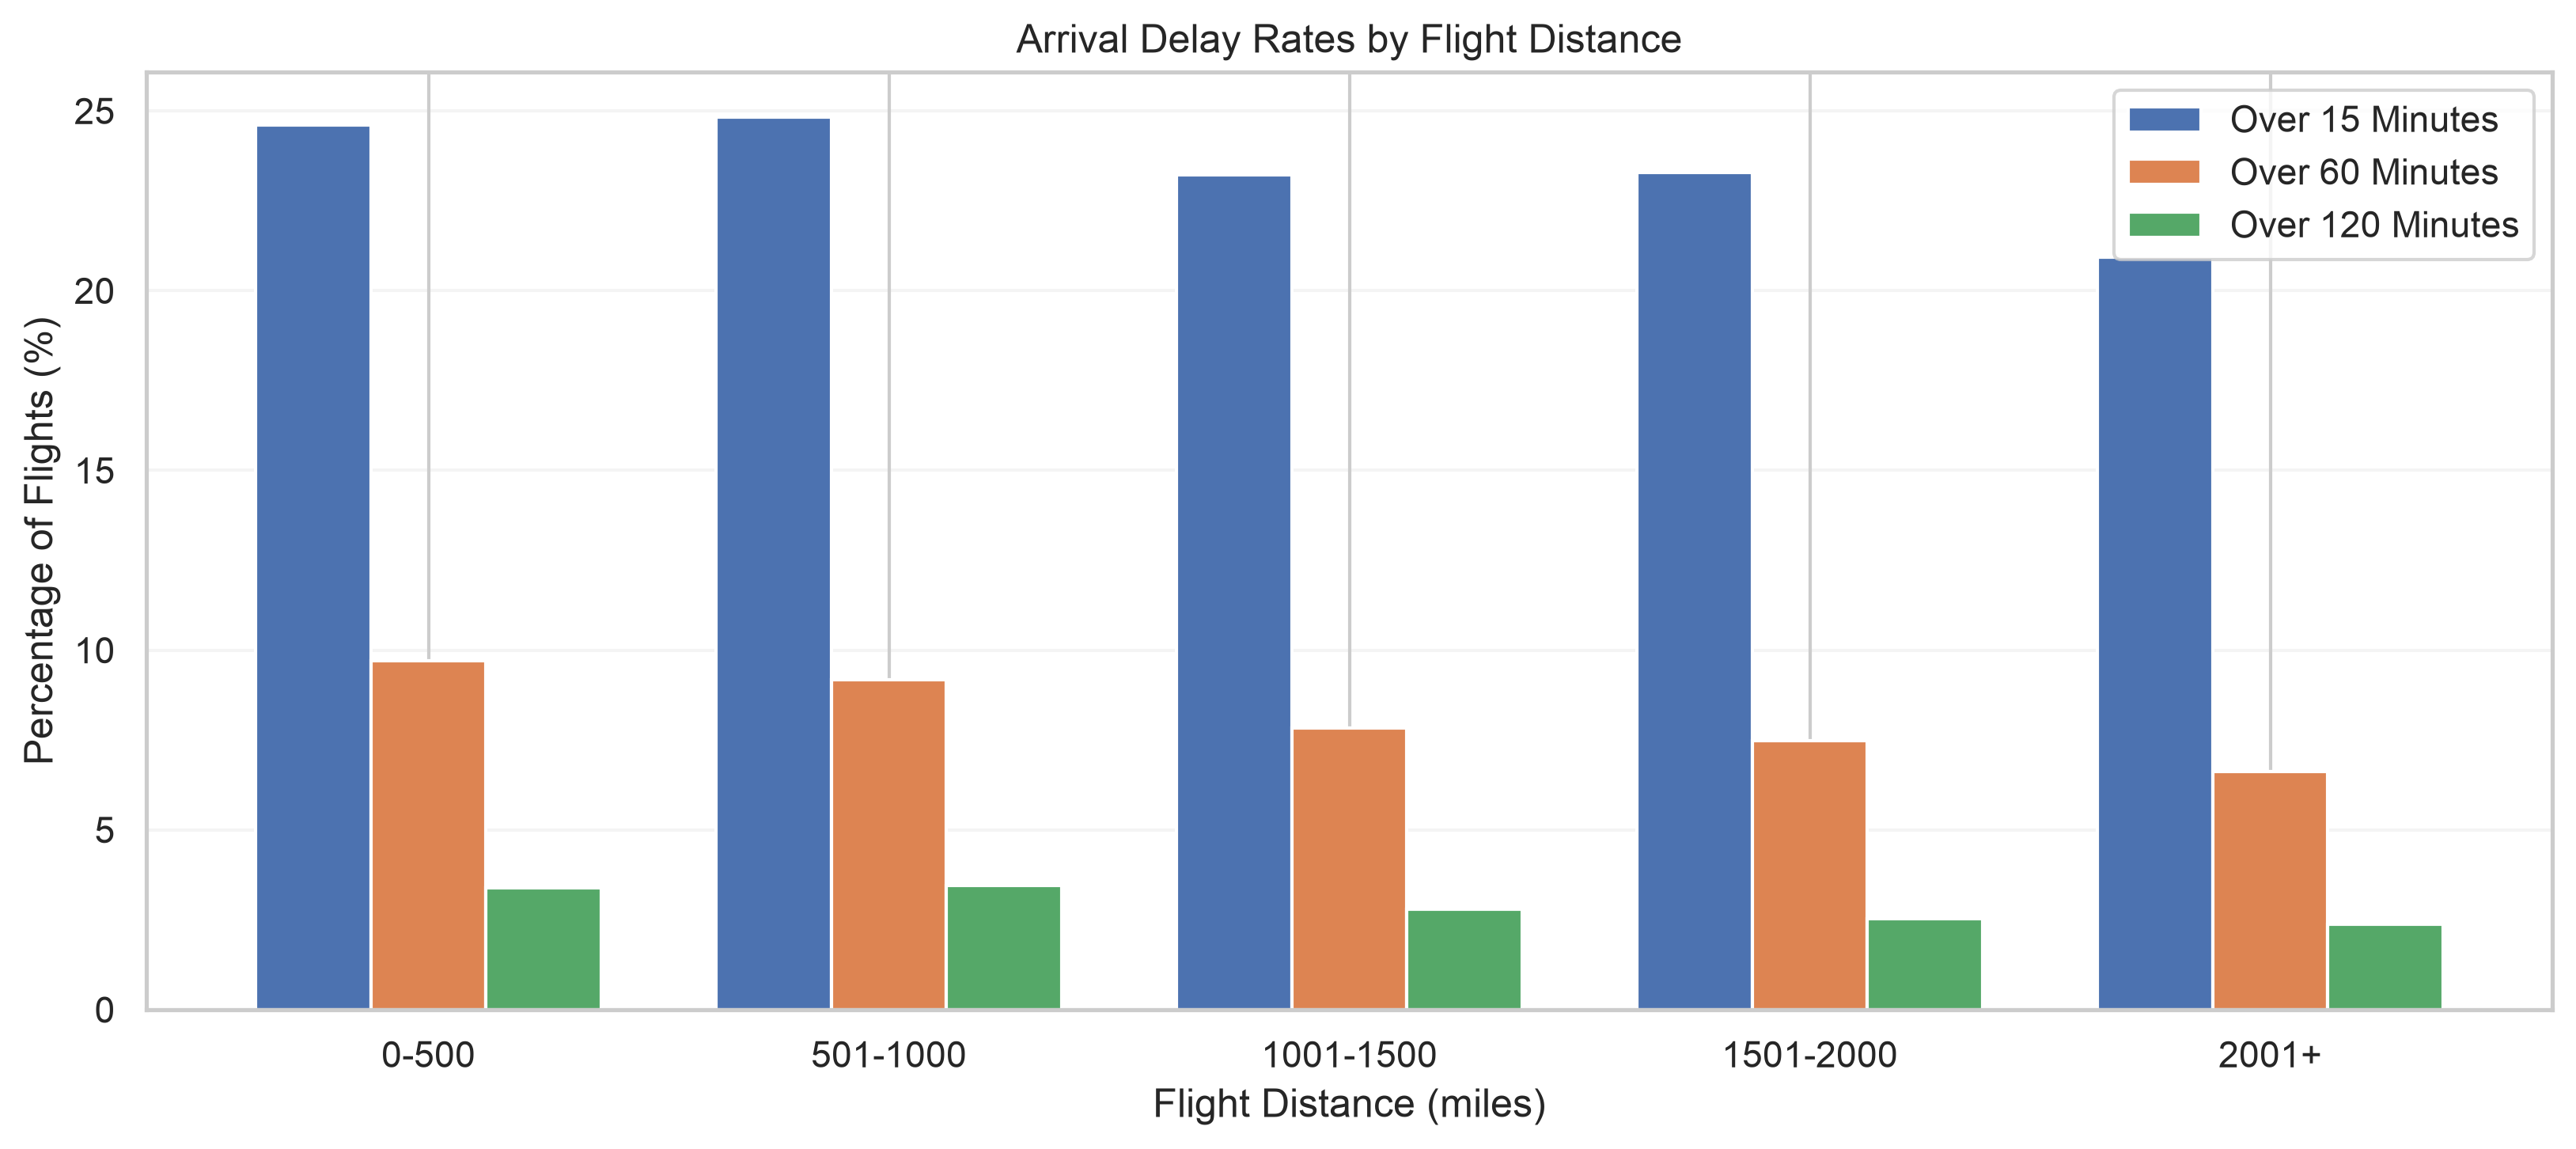 Arrival Delay Rates by Flight Distance
25
20
15
10
5
0
Percentage of Flights (%)
Over 15 Minutes
Over 60 Minutes
Over 120 Minutes
0-500
501-1000
1001-1500
1501-2000
2001+
Flight Distance (miles)